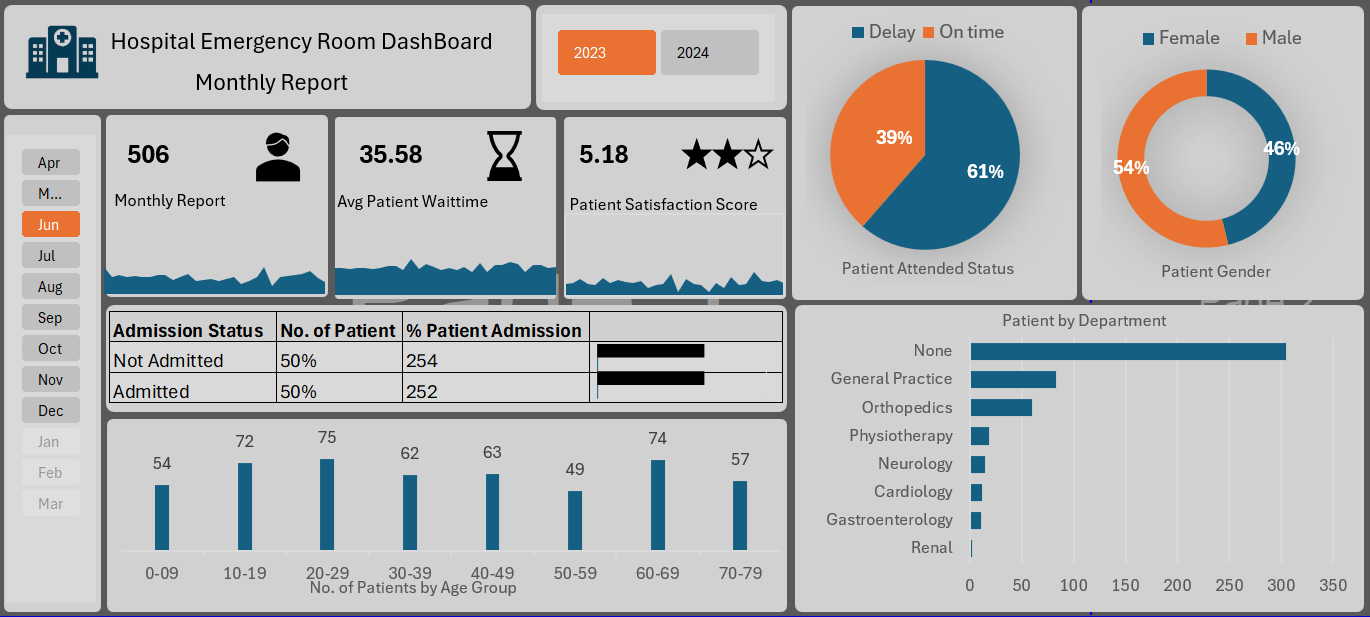 Hospital Emergency Room DashBoard
Monthly Report
2023
2024
Delay
On time
39%
61%
Patient Attended Status
Female
Male
54%
46%
Patient Gender
Apr
M...
Jun
Jul
Aug
Sep
Oct
Nov
Dec
Jan
Feb
Mar
506
Monthly Report
35.58
Avg Patient Waittime
5.18
Patient Satisfaction Score
Admission Status No. of Patient % Patient Admission
Not Admitted 50% 254
Admitted 50% 252
54 72 75 62 63 49 74 57
0-09 10-19 20-29 30-39 40-49 50-59 60-69 70-79
No. of Patients by Age Group
Patient by Department
None
General Practice
Orthopedics
Physiotherapy
Neurology
Cardiology
Gastroenterology
Renal
0 50 100 150 200 250 300 350